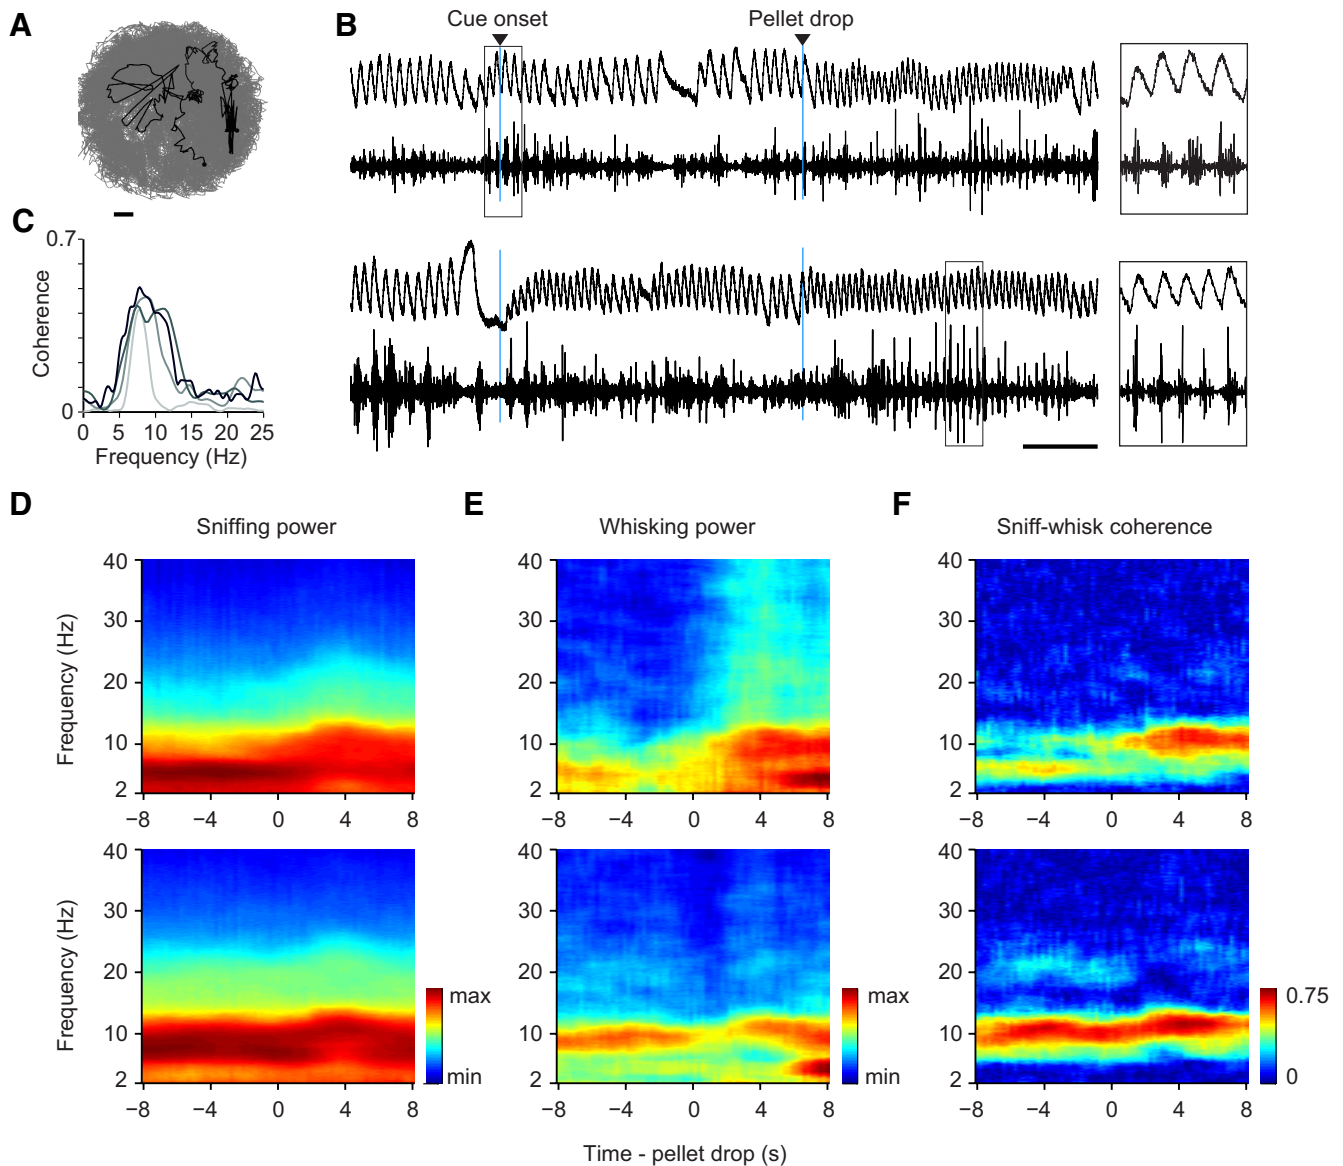 A
B
Cue onset
Pellet drop
C
0.7
0
Coherence
0 5 10 15 20 25
Frequency (Hz)
D
Sniffing power
E
Whisking power
F
Sniff-whisk coherence
Frequency (Hz)
40
30
20
10
2
−8 −4 0 4 8
40
30
20
10
2
−8 −4 0 4 8
40
30
20
10
2
−8 −4 0 4 8
Frequency (Hz)
40
30
20
10
2
−8 −4 0 4 8
max
min
40
30
20
10
2
−8 −4 0 4 8
max
min
40
30
20
10
2
−8 −4 0 4 8
0.75
0
Time - pellet drop (s)